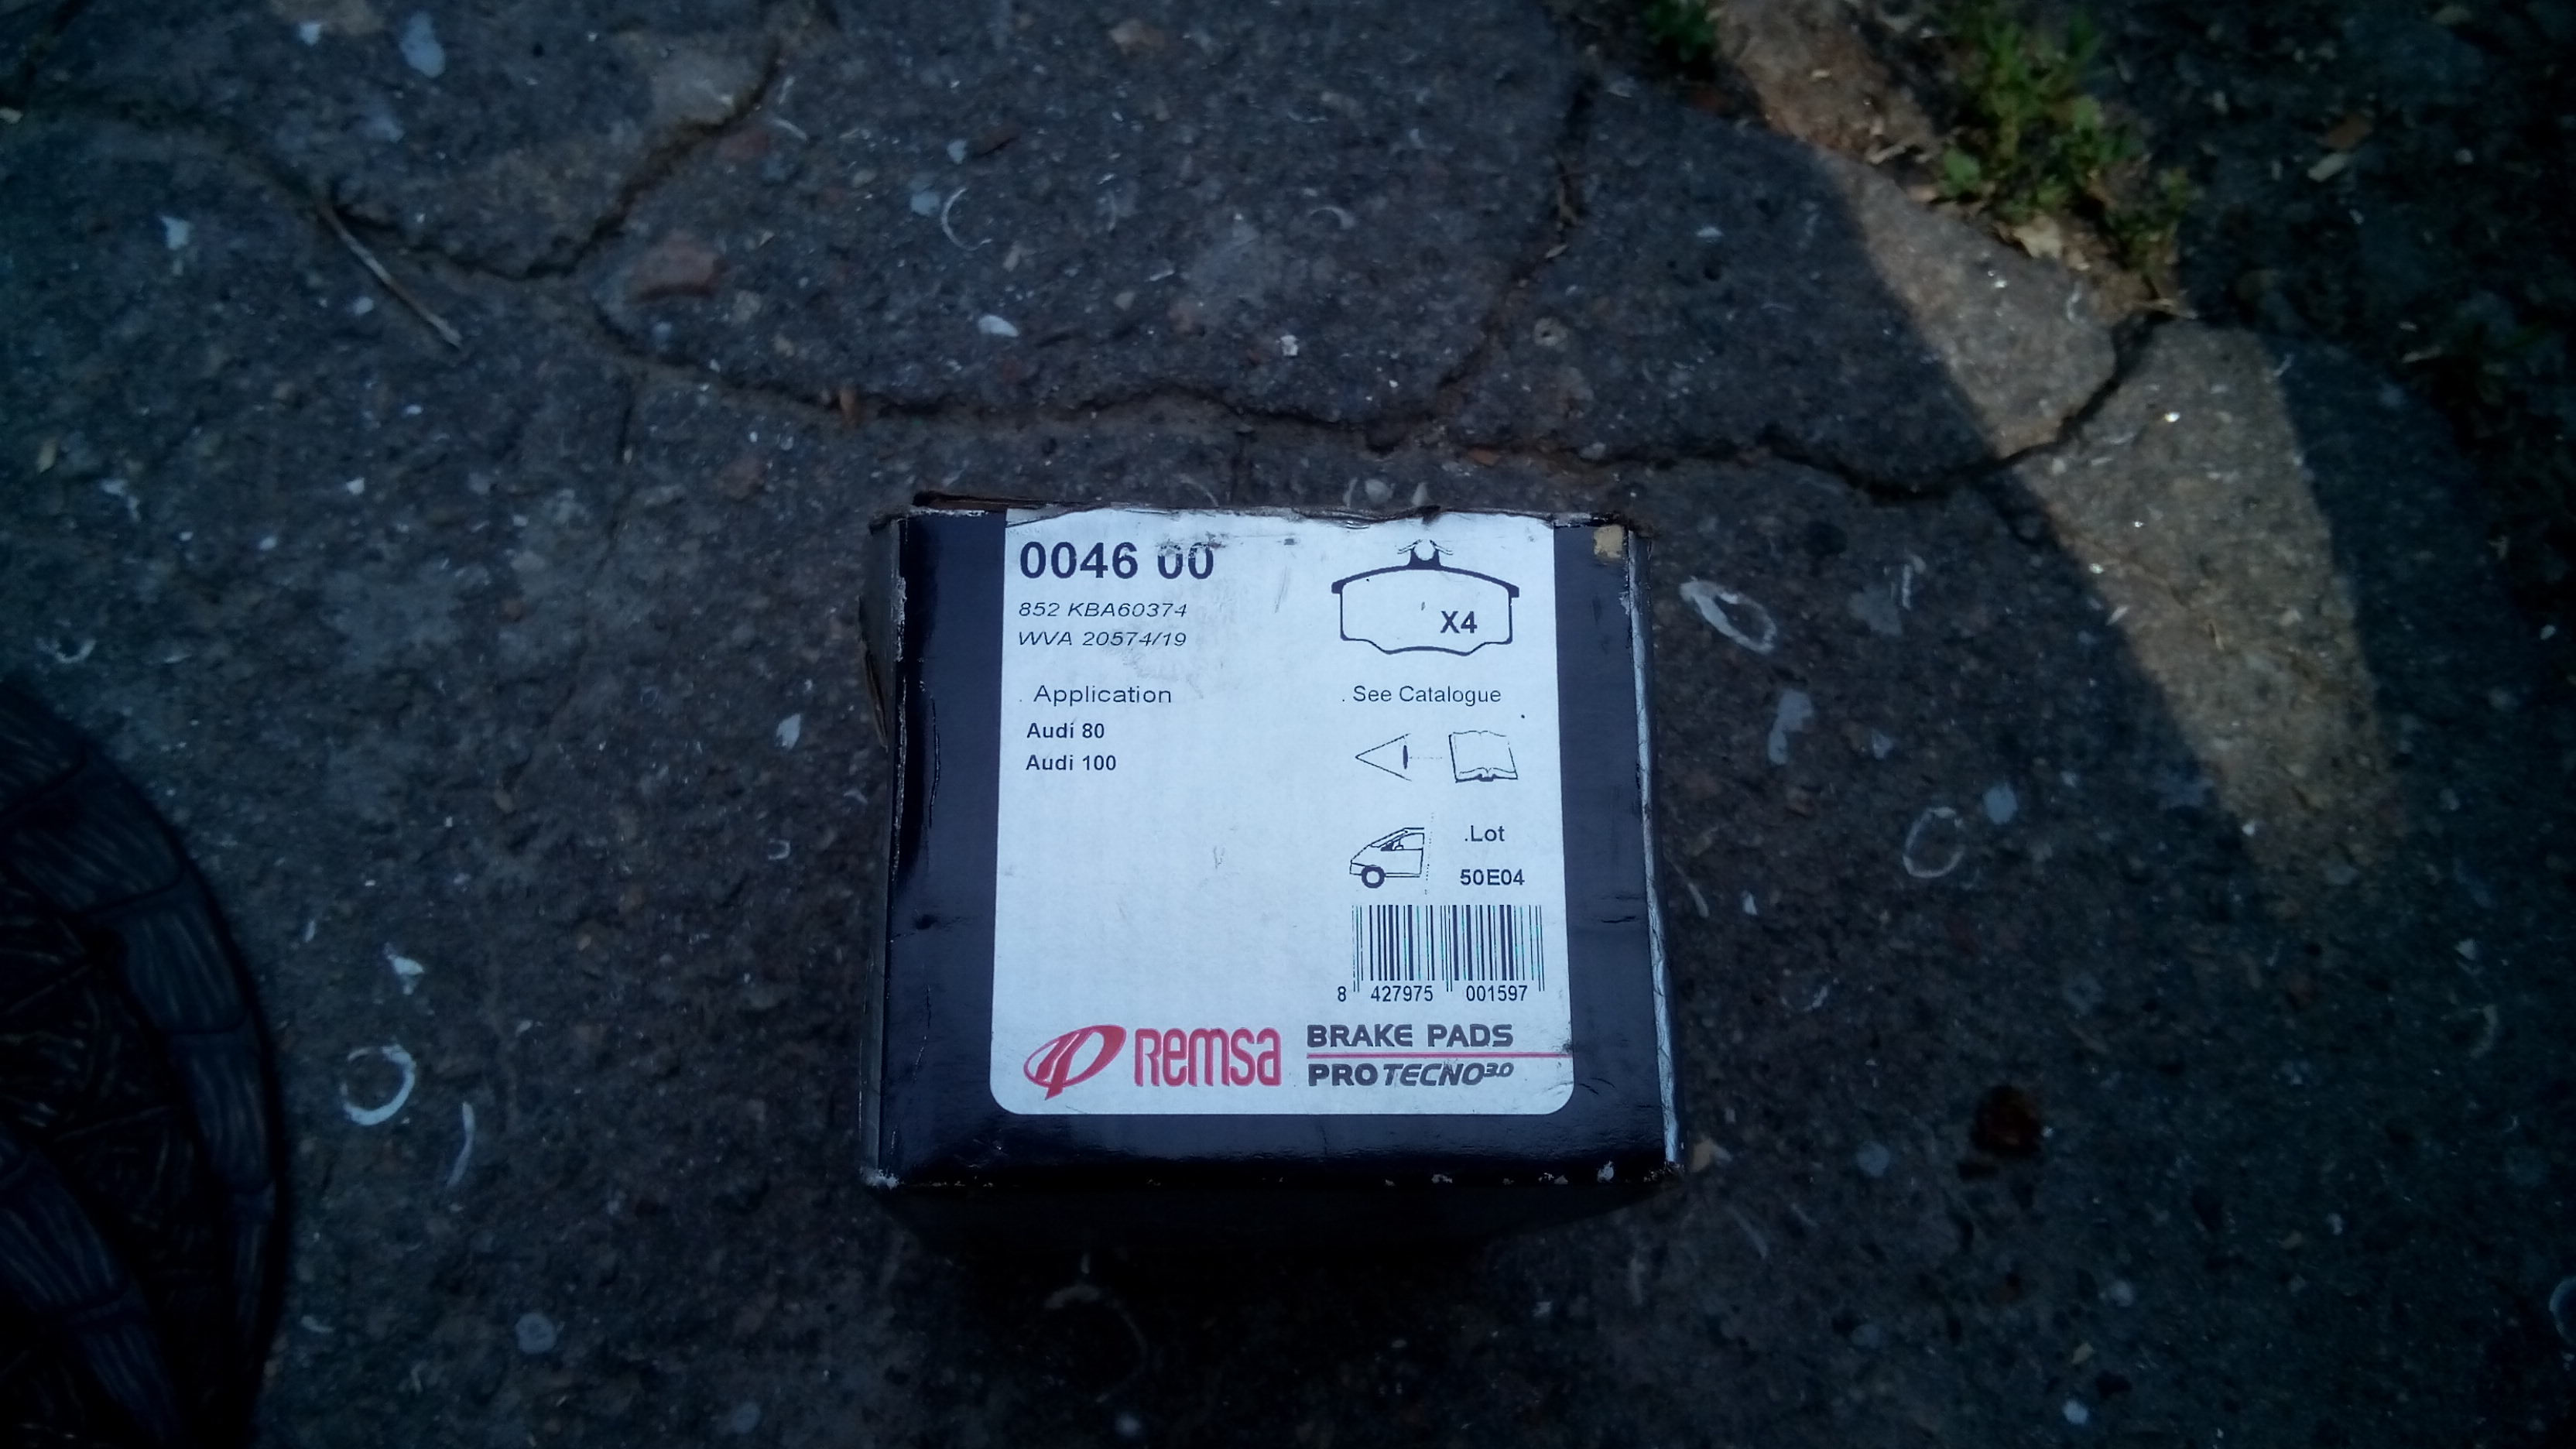 0046 00
852 KBA60374
WVA 20574/19
X4
. Application
. See Catalogue
Audi 80
Audi 100
.Lot
50E04
8 427975 001597
Remsa
BRAKE PADS
PROTECNO3.0